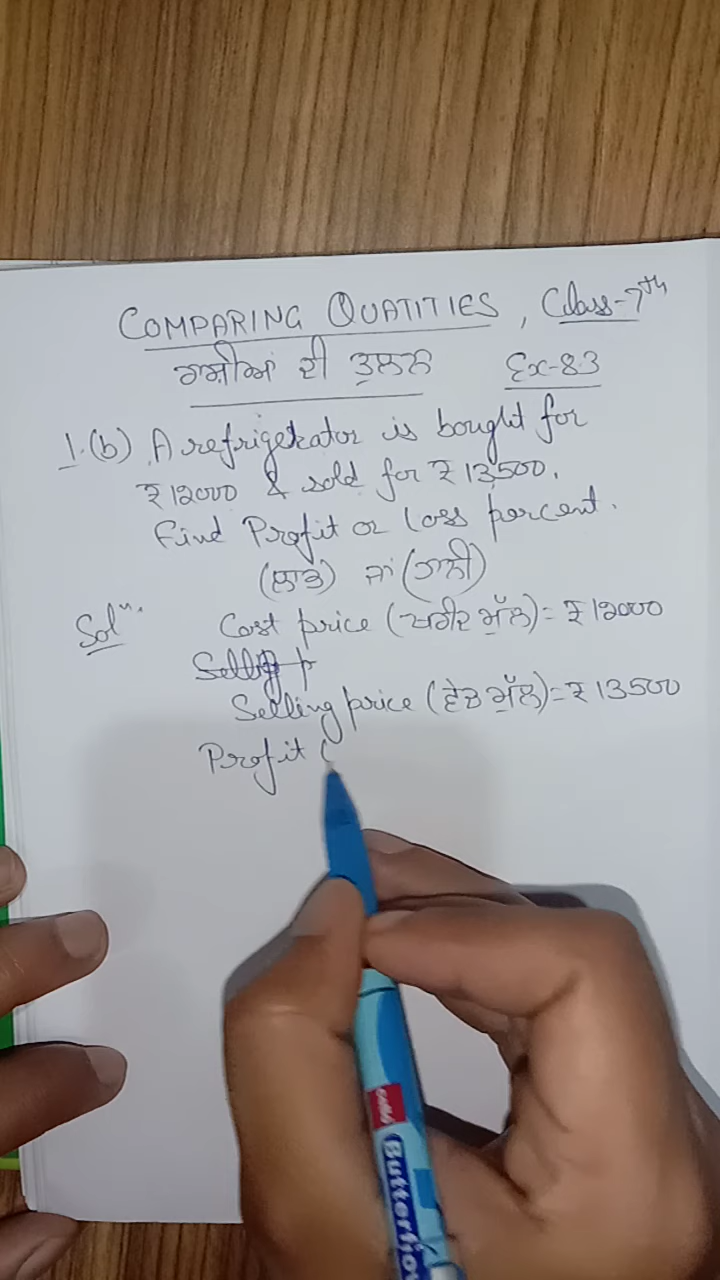 COMPARING QUATITIES, Class-7th
ਰਾਸ਼ੀਆਂ ਦੀ ਤੁਲਨਾ Ex-8.3
1.(b) A refrigerator is bought for
₹12000 & sold for ₹13,500.
Find Profit or loss percent.
(ਲਾਭ) ਜਾਂ (ਹਾਨੀ)
Solⁿ. Cost price (ਖਰੀਦ ਮੁੱਲ) = ₹12000
Selling price (ਵੇਚ ਮੁੱਲ) = ₹13500
Profit (
cello
Butterflow